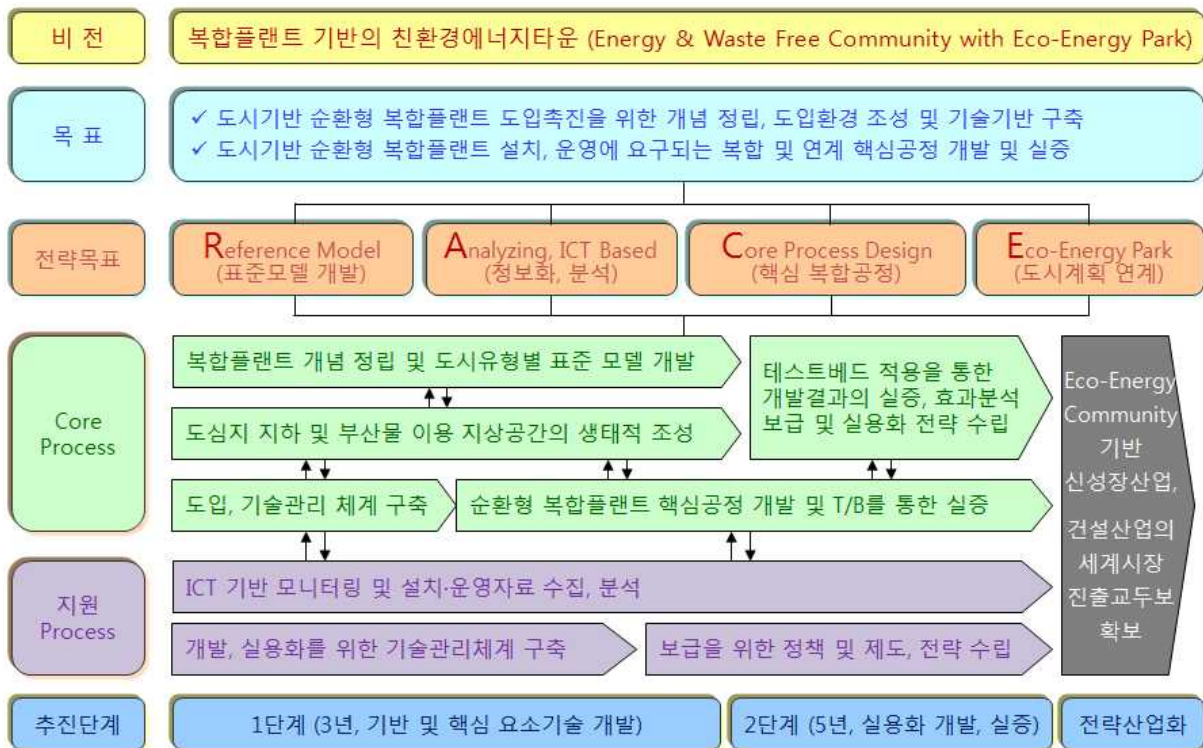 비 전
복합플랜트 기반의 친환경에너지타운 (Energy & Waste Free Community with Eco-Energy Park)
목 표
✓ 도시기반 순환형 복합플랜트 도입촉진을 위한 개념 정립, 도입환경 조성 및 기술기반 구축
✓ 도시기반 순환형 복합플랜트 설치, 운영에 요구되는 복합 및 연계 핵심공정 개발 및 실증
전략목표
Reference Model
(표준모델 개발)
Analyzing, ICT Based
(정보화, 분석)
Core Process Design
(핵심 복합공정)
Eco-Energy Park
(도시계획 연계)
Core
Process
복합플랜트 개념 정립 및 도시유형별 표준 모델 개발
도심지 지하 및 부산물 이용 지상공간의 생태적 조성
테스트베드 적용을 통한
개발결과의 실증, 효과분석
보급 및 실용화 전략 수립
도입, 기술관리 체계 구축
순환형 복합플랜트 핵심공정 개발 및 T/B를 통한 실증
지원
Process
ICT 기반 모니터링 및 설치·운영자료 수집, 분석
개발, 실용화를 위한 기술관리체계 구축
보급을 위한 정책 및 제도, 전략 수립
Eco-Energy
Community
기반
신성장산업,
건설산업의
세계시장
진출교두보
확보
추진단계
1단계 (3년, 기반 및 핵심 요소기술 개발)
2단계 (5년, 실용화 개발, 실증)
전략산업화